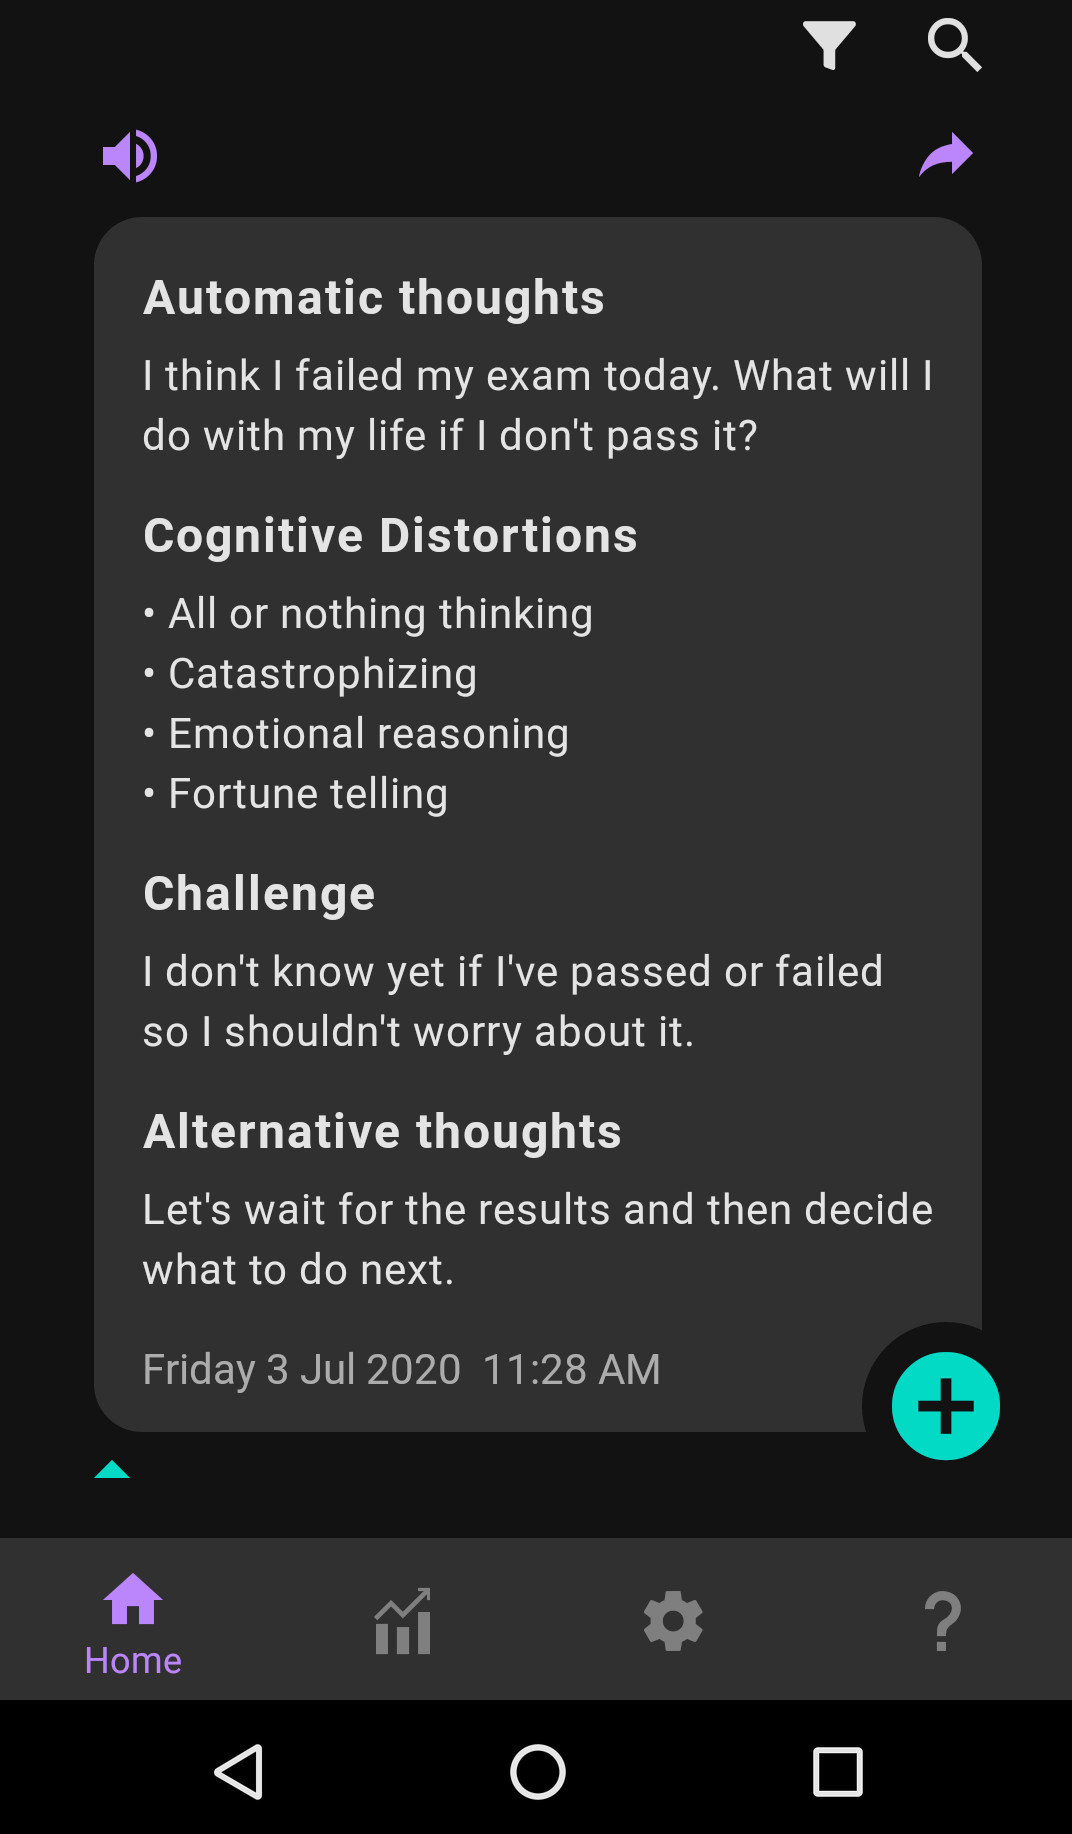 Automatic thoughts
I think I failed my exam today. What will I
do with my life if I don't pass it?
Cognitive Distortions
• All or nothing thinking
• Catastrophizing
• Emotional reasoning
• Fortune telling
Challenge
I don't know yet if I've passed or failed
so I shouldn't worry about it.
Alternative thoughts
Let's wait for the results and then decide
what to do next.
Friday 3 Jul 2020  11:28 AM
Home